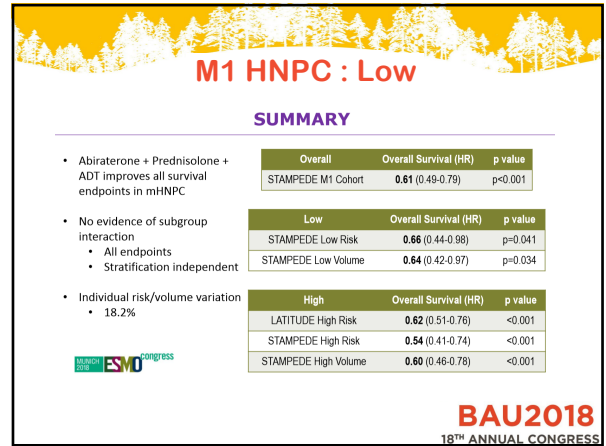 M1 HNPC : Low
SUMMARY
• Abiraterone + Prednisolone +
ADT improves all survival
endpoints in mHNPC
• No evidence of subgroup
interaction
• All endpoints
• Stratification independent
• Individual risk/volume variation
• 18.2%
Overall Overall Survival (HR) p value
STAMPEDE M1 Cohort 0.61 (0.49-0.79) p<0.001
Low Overall Survival (HR) p value
STAMPEDE Low Risk 0.66 (0.44-0.98) p=0.041
STAMPEDE Low Volume 0.64 (0.42-0.97) p=0.034
High Overall Survival (HR) p value
LATITUDE High Risk 0.62 (0.51-0.76) <0.001
STAMPEDE High Risk 0.54 (0.41-0.74) <0.001
STAMPEDE High Volume 0.60 (0.46-0.78) <0.001
MUNICH
2018
ESMO congress
BAU2018
18TH ANNUAL CONGRESS